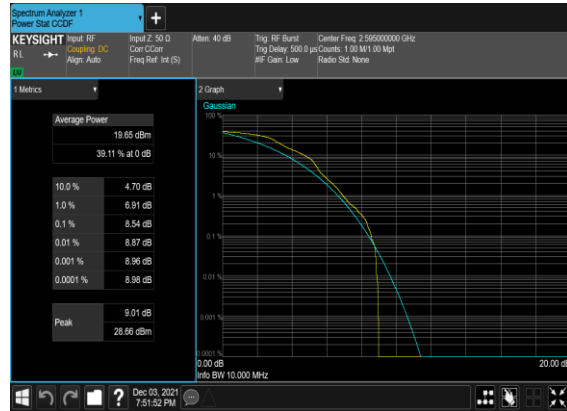 Spectrum Analyzer 1
Power Stat CCDF
+
KEYSIGHT
R L
Input: RF
Coupling: DC
Align: Auto
Input Z: 50 Ω
Corr CCorr
Freq Ref: Int (S)
Atten: 40 dB
Trig: RF Burst
Trig Delay: 500.0 µs
#IF Gain: Low
Center Freq: 2.595000000 GHz
Counts: 1.00 M/1.00 Mpt
Radio Std: None
1 Metrics
Average Power
19.65 dBm
39.11 % at 0 dB
10.0 % 4.70 dB
1.0 % 6.91 dB
0.1 % 8.54 dB
0.01 % 8.87 dB
0.001 % 8.96 dB
0.0001 % 8.98 dB
Peak
9.01 dB
28.66 dBm
2 Graph
Gaussian
100 %
10 %
1 %
0.1 %
0.01 %
0.001 %
0.0001 %
0.00 dB
20.00 dB
Info BW 10.000 MHz
?
Dec 03, 2021
7:51:52 PM